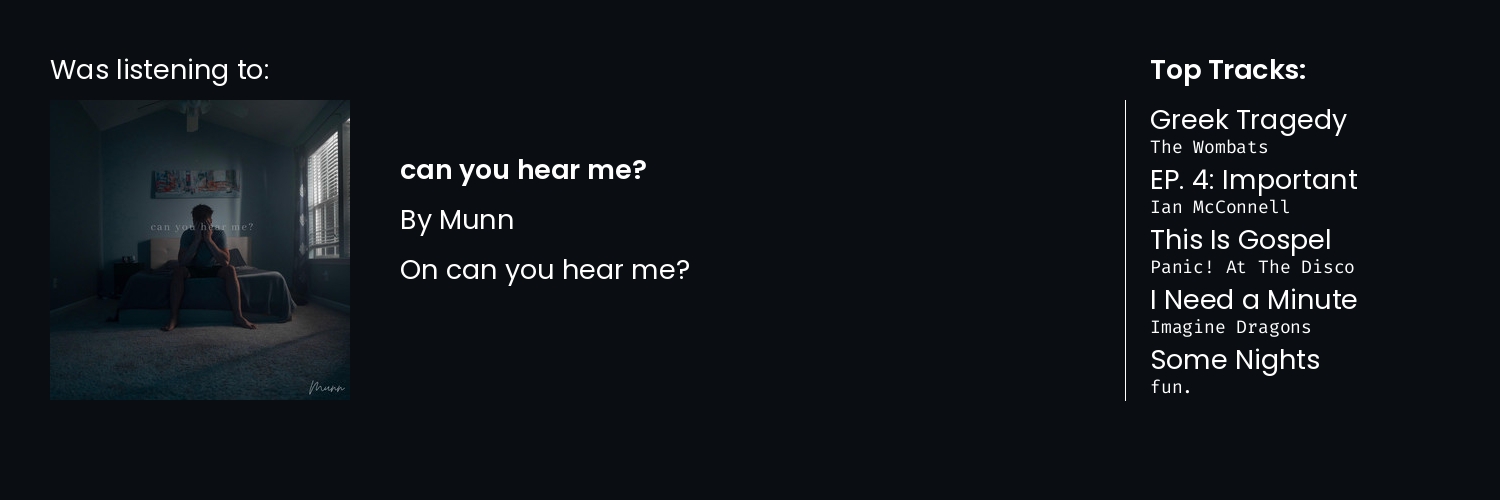 Was listening to:
can you hear me?
Munn
can you hear me?
By Munn
On can you hear me?
Top Tracks:
Greek Tragedy
The Wombats
EP. 4: Important
Ian McConnell
This Is Gospel
Panic! At The Disco
I Need a Minute
Imagine Dragons
Some Nights
fun.